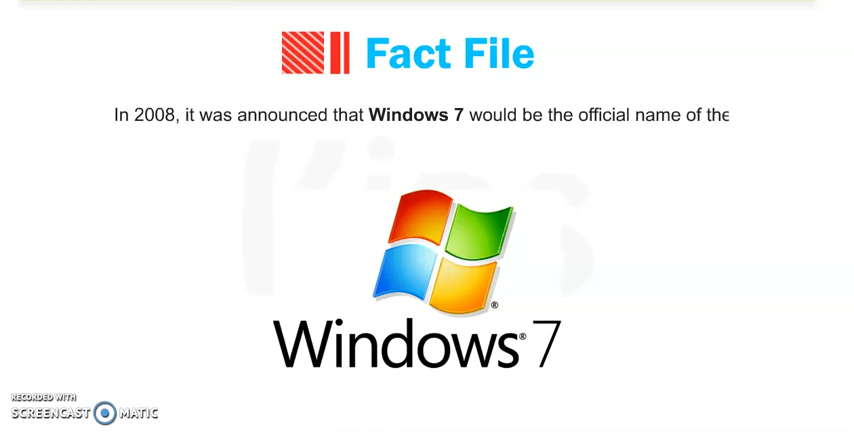 Fact File
In 2008, it was announced that Windows 7 would be the official name of the
®
Windows® 7
RECORDED WITH
SCREENCAST MATIC